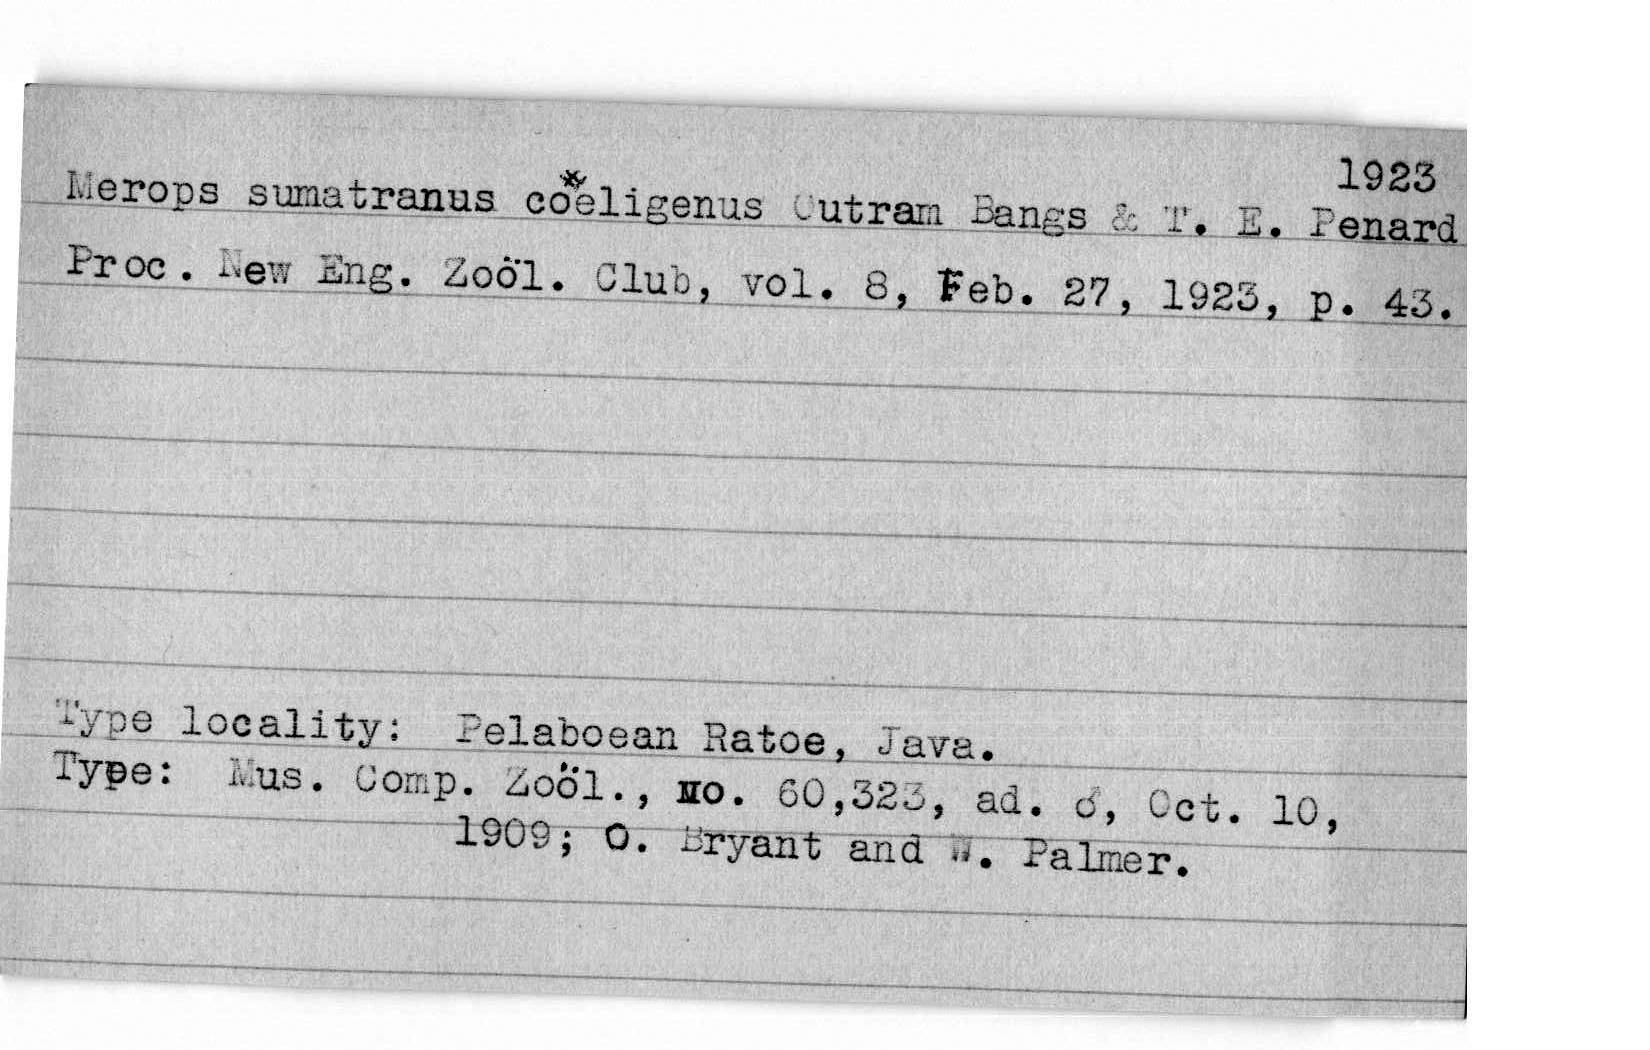 1923
Merops sumatranus coeligenus Outram Bangs & T. E. Penard
Proc. New Eng. Zoöl. Club, vol. 8, Feb. 27, 1923, p. 43.
Type locality: Pelaboean Ratoe, Java.
Type: Mus. Comp. Zoöl., no. 60,323, ad. ♂, Oct. 10,
1909; O. Bryant and W. Palmer.